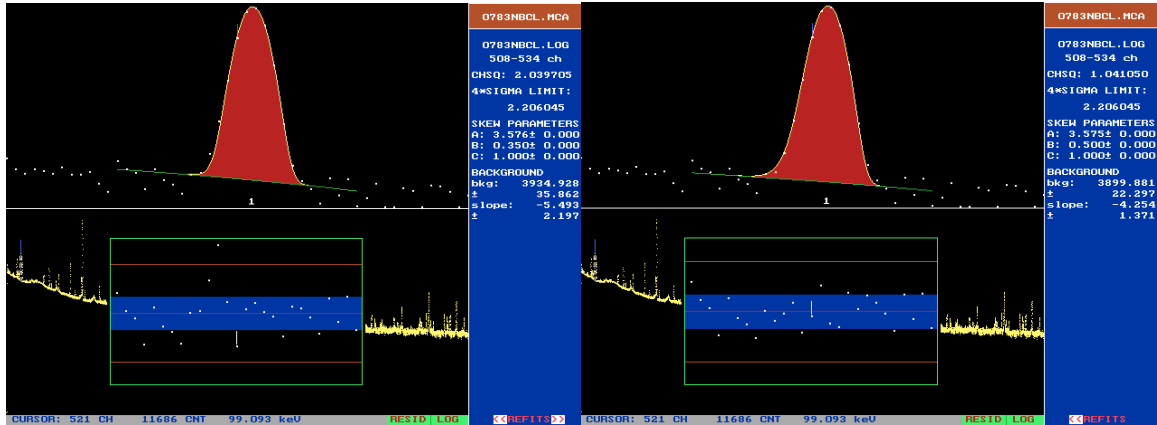 0783NBCL.MCA
0783NBCL.LOG
508-534 ch
CHSQ: 2.039705
4*SIGMA LIMIT:
2.206045
SKEW PARAMETERS
A: 3.576± 0.000
B: 0.350± 0.000
C: 1.000± 0.000
BACKGROUND
bkg: 3934.928
± 35.862
slope: -5.493
± 2.197
1
CURSOR: 521 CH 11686 CNT 99.093 keV RESID LOG <<REFITS>>
0783NBCL.MCA
0783NBCL.LOG
508-534 ch
CHSQ: 1.041050
4*SIGMA LIMIT:
2.206045
SKEW PARAMETERS
A: 3.575± 0.000
B: 0.500± 0.000
C: 1.000± 0.000
BACKGROUND
bkg: 3899.881
± 22.297
slope: -4.254
± 1.371
1
CURSOR: 521 CH 11686 CNT 99.093 keV RESID LOG <<REFITS